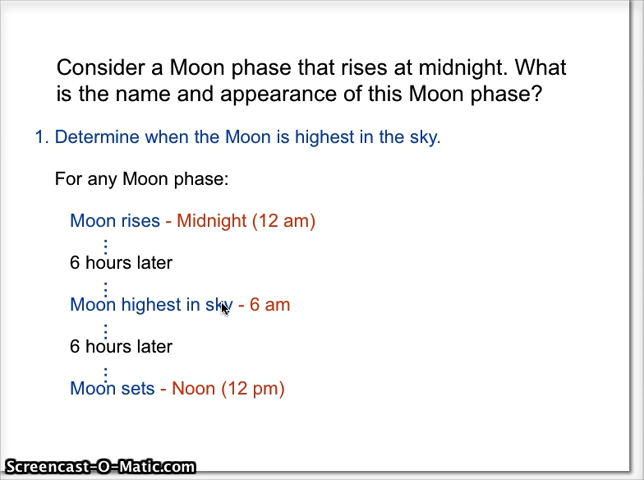 Consider a Moon phase that rises at midnight. What
is the name and appearance of this Moon phase?
1. Determine when the Moon is highest in the sky.
For any Moon phase:
Moon rises - Midnight (12 am)
6 hours later
Moon highest in sky - 6 am
6 hours later
Moon sets - Noon (12 pm)
Screencast-O-Matic.com